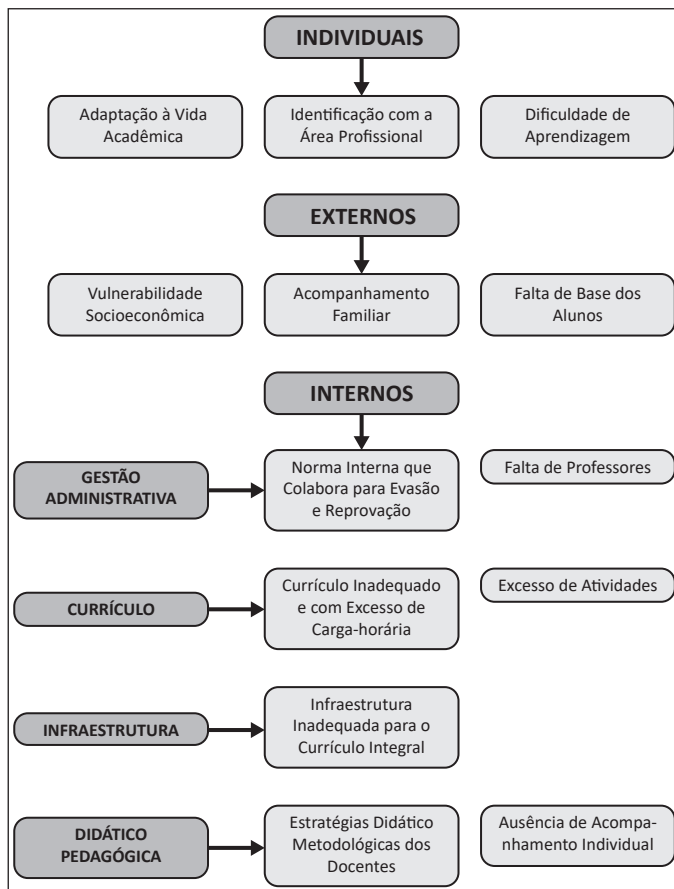 INDIVIDUAIS
Adaptação à Vida
Acadêmica
Identificação com a
Área Profissional
Dificuldade de
Aprendizagem
EXTERNOS
Vulnerabilidade
Socioeconômica
Acompanhamento
Familiar
Falta de Base dos
Alunos
INTERNOS
GESTÃO
ADMINISTRATIVA
Norma Interna que
Colabora para Evasão
e Reprovação
Falta de Professores
CURRÍCULO
Currículo Inadequado
e com Excesso de
Carga-horária
Excesso de Atividades
INFRAESTRUTURA
Infraestrutura
Inadequada para o
Currículo Integral
DIDÁTICO
PEDAGÓGICA
Estratégias Didático
Metodológicas dos
Docentes
Ausência de Acompa-
nhamento Individual